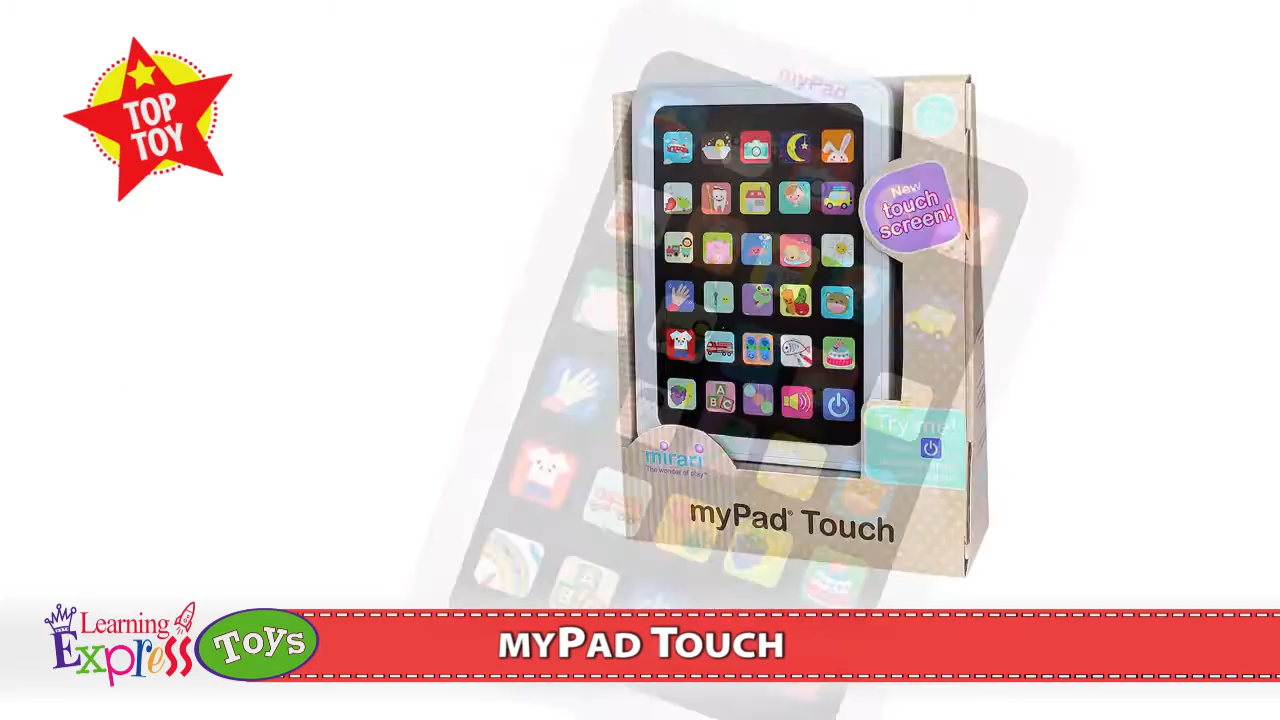 TOP
TOY
myPad
New
touch
screen!
Try me!
mirari
The wonder of play
myPad® Touch
A
B C
Learning
Express
Toys
MYPAD TOUCH